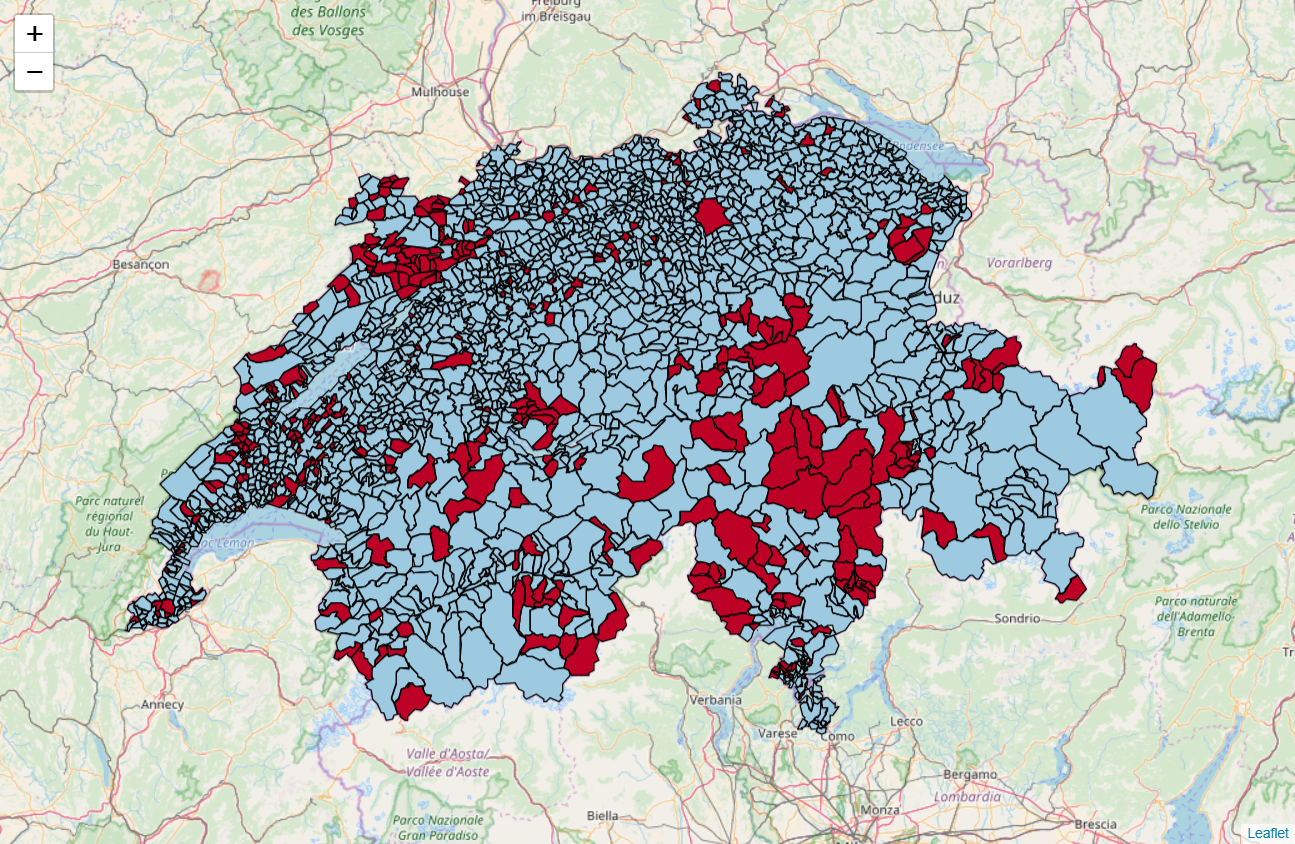 +
−
des Ballons
des Vosges
Freiburg
im Breisgau
Mulhouse
Bodensee
Besançon
Vorarlberg
duz
Parc naturel
régional
du Haut-
Jura
Parco Nazionale
dello Stelvio
Sondrio
Parco naturale
dell'Adamello-
Brenta
Tr
Annecy
Verbania
Lecco
Varese
Como
Valle d'Aosta/
Vallée d'Aoste
Bergamo
Lombardia
Biella
Monza
Parco Nazionale
Gran Paradiso
Brescia
Leaflet